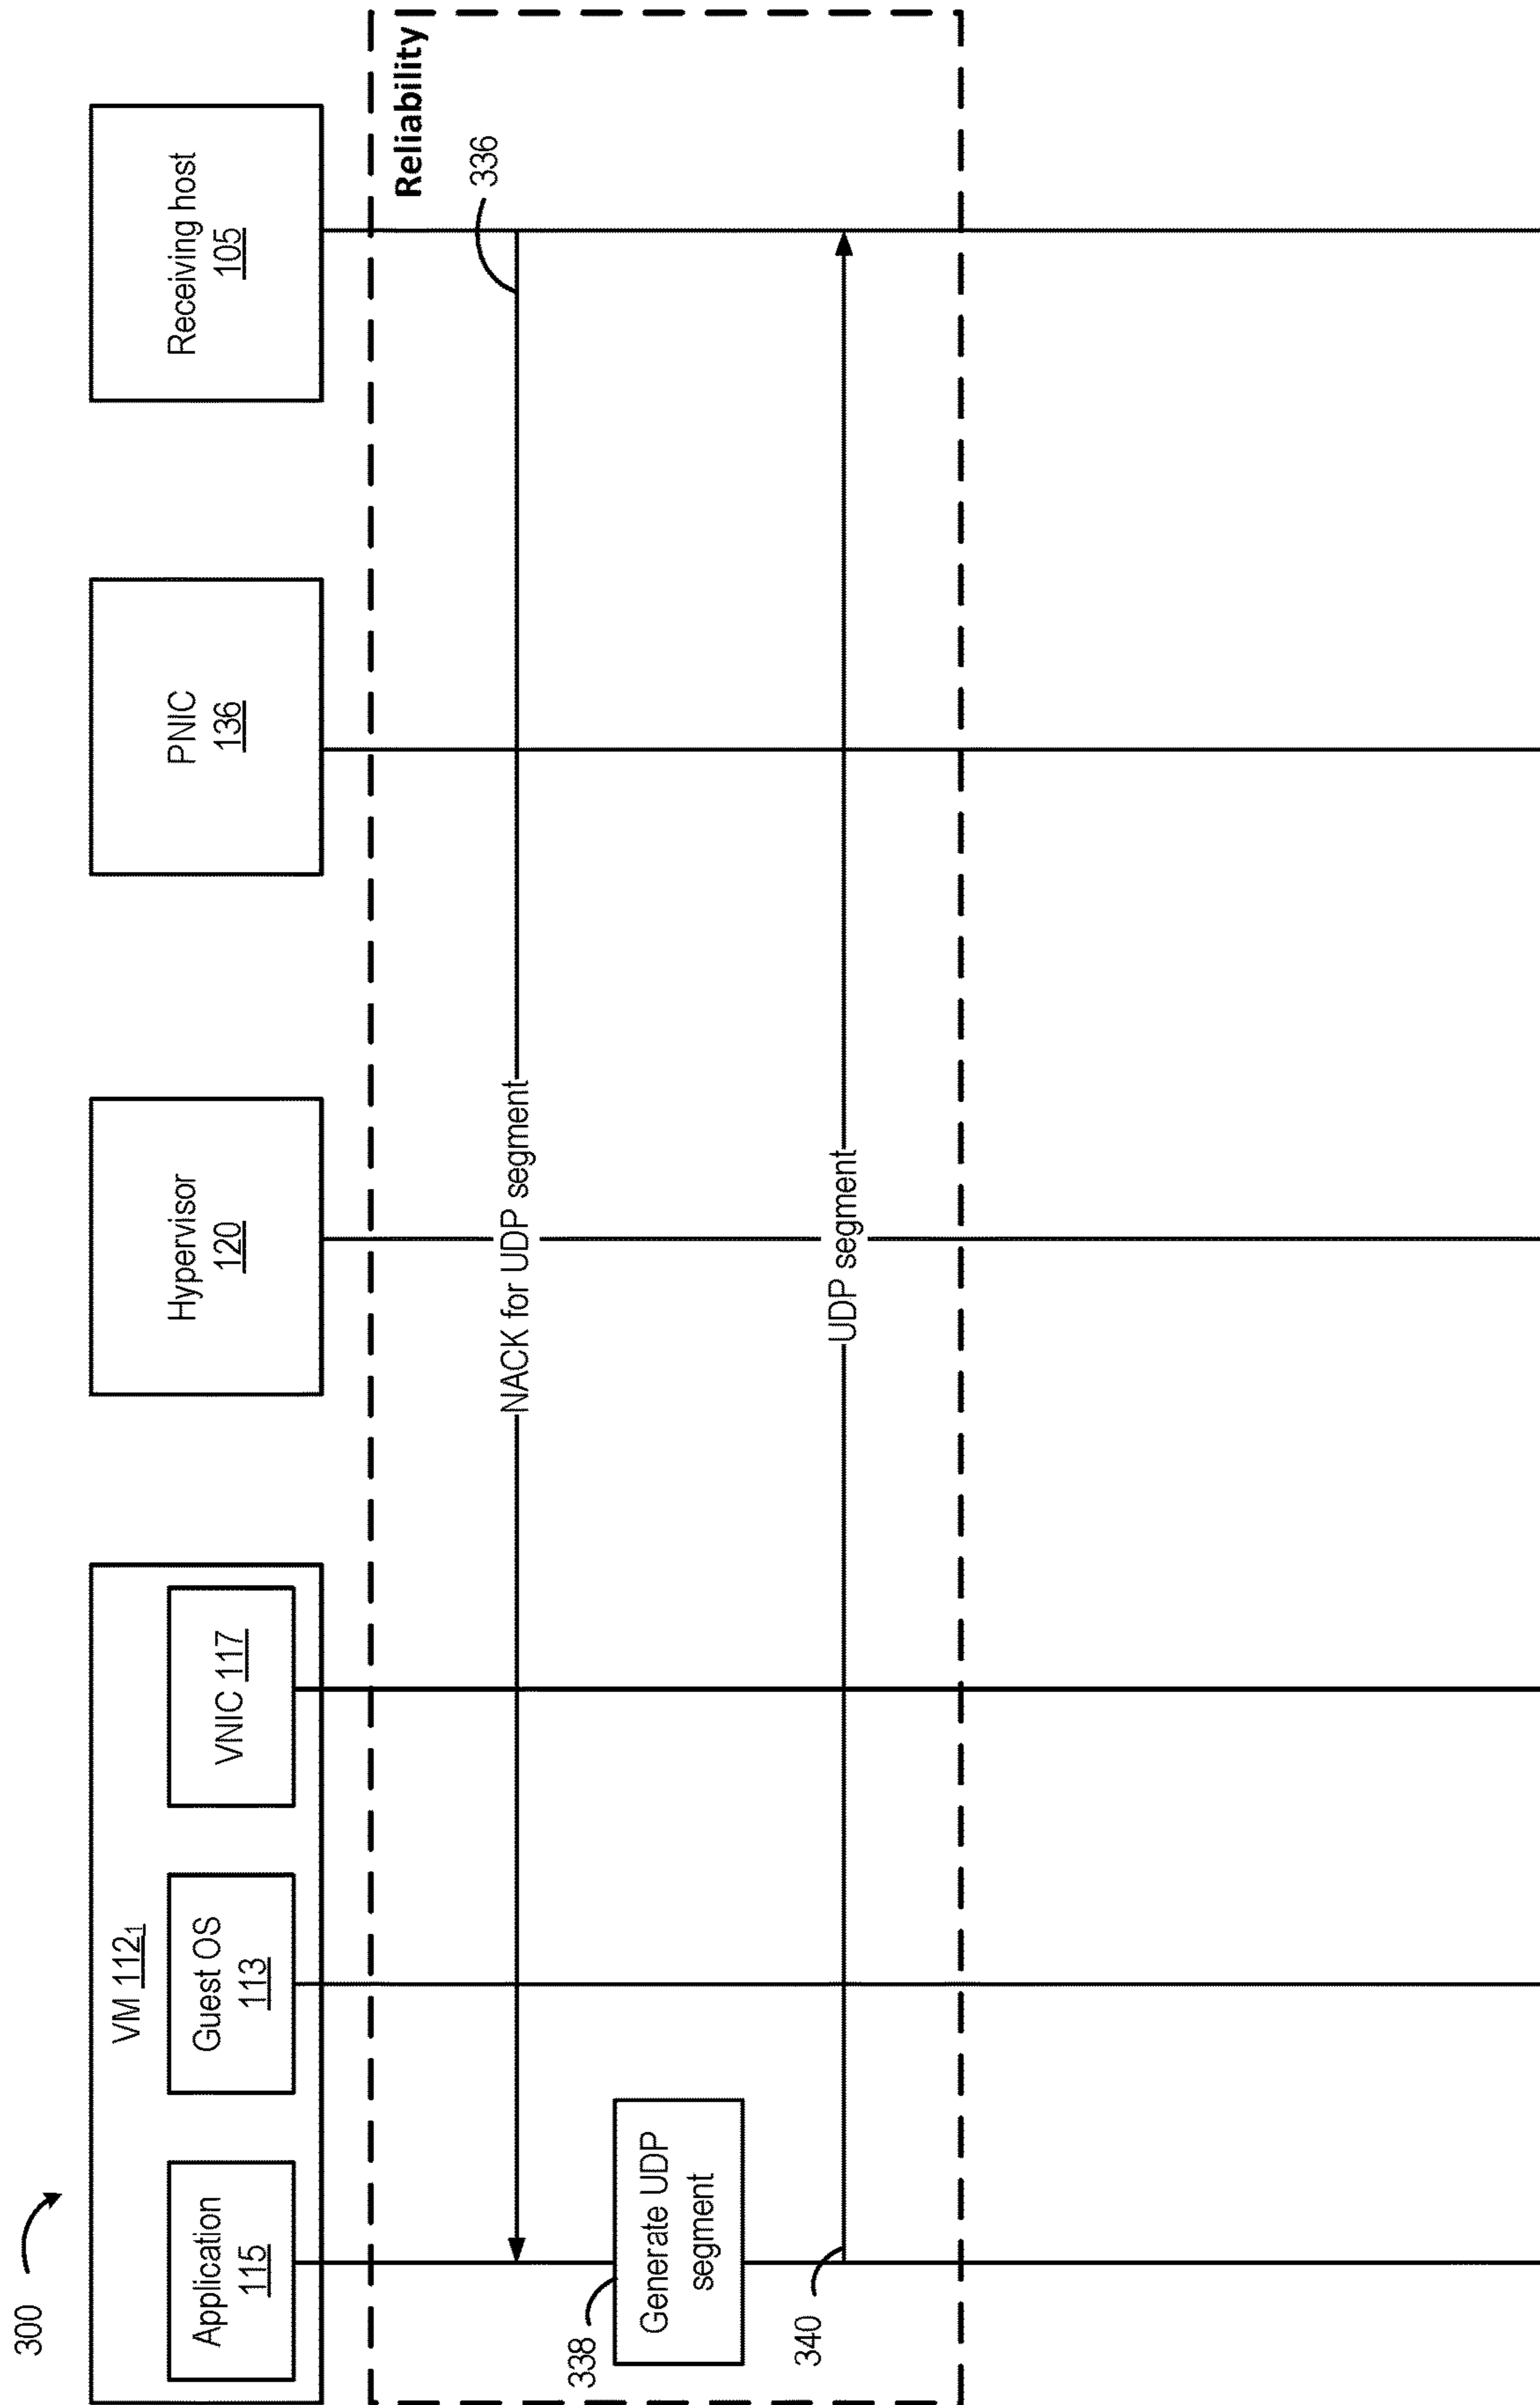 300
VM 112₁
Application
115
Guest OS
113
VNIC 117
Hypervisor
120
PNIC
136
Receiving host
105
Reliability
336
NACK for UDP segment
338
Generate UDP
segment
340
UDP segment